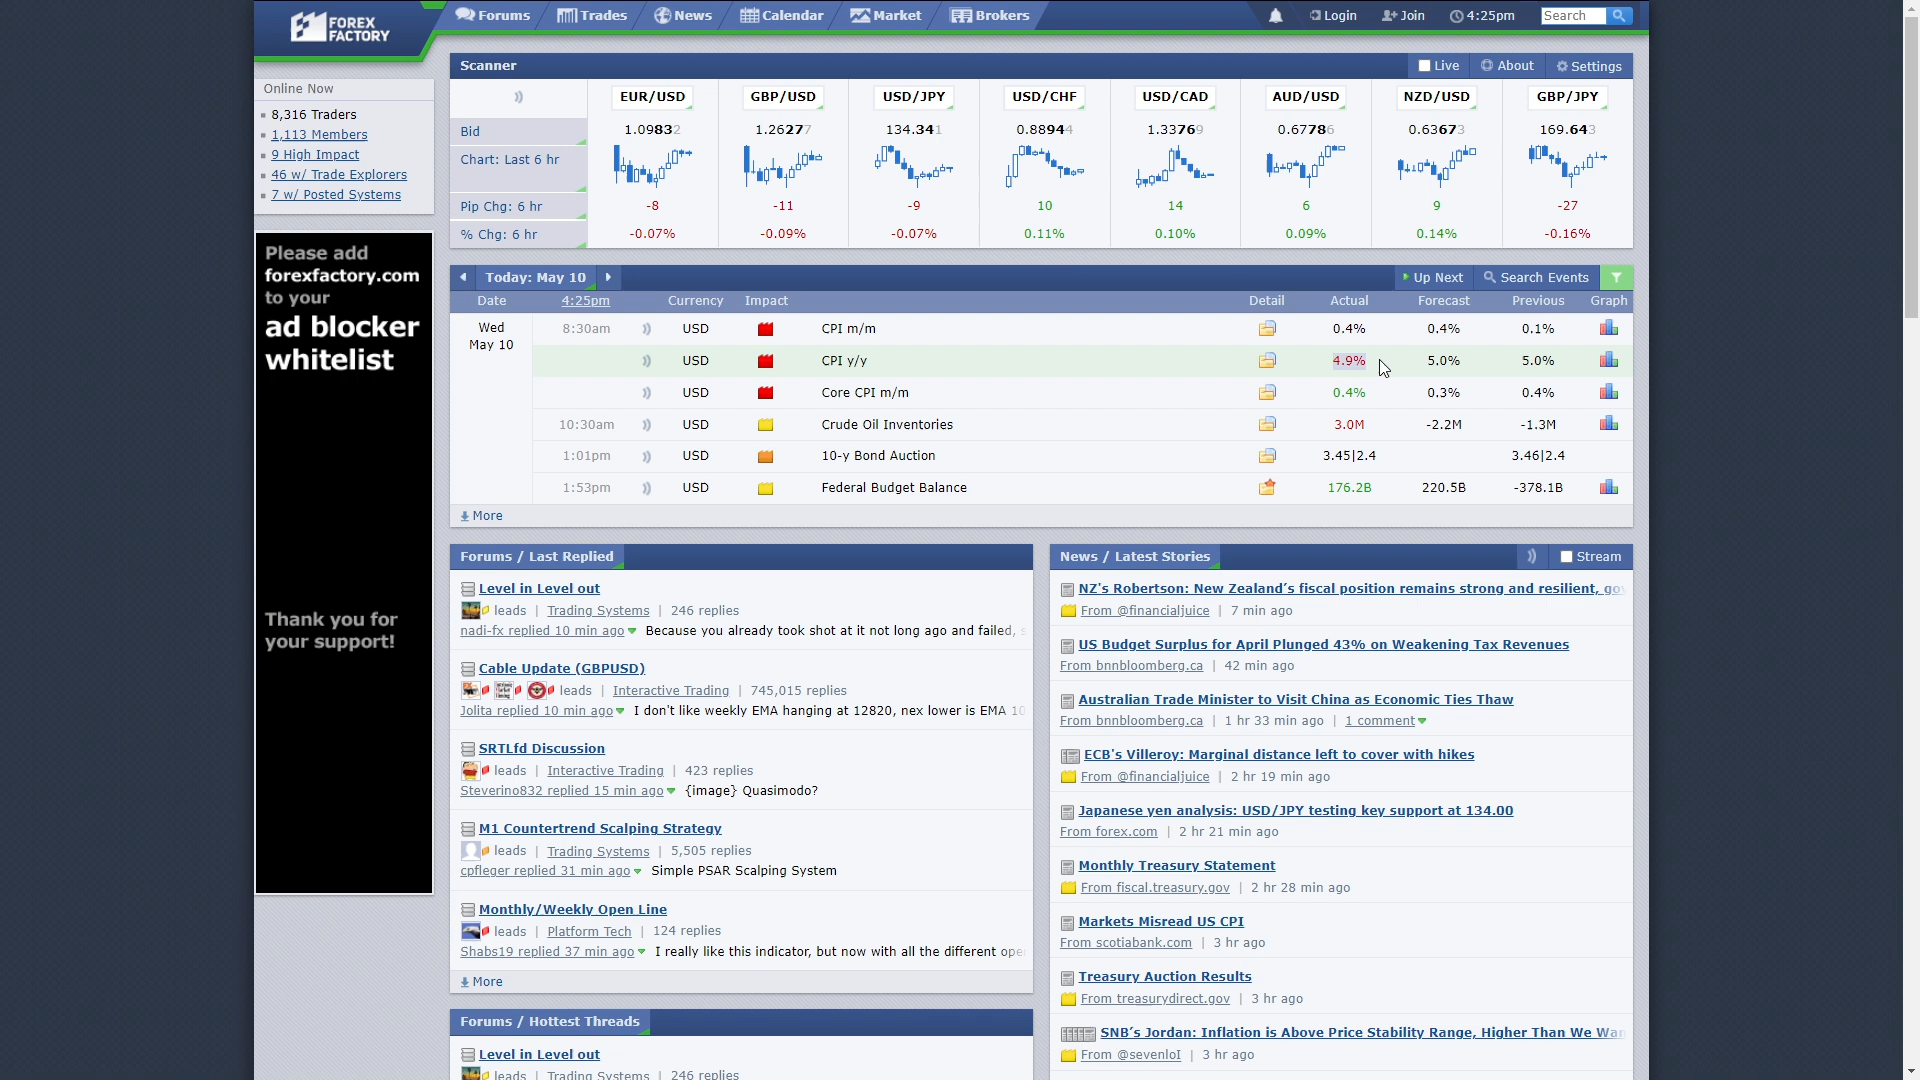 FOREX FACTORY
Forums
Trades
News
Calendar
Market
Brokers
Login
Join
4:25pm
Search
Online Now
8,316 Traders
1,113 Members
9 High Impact
46 w/ Trade Explorers
7 w/ Posted Systems
Please add
forexfactory.com
to your
ad blocker
whitelist
Thank you for
your support!
Scanner
Live
About
Settings
EUR/USD GBP/USD USD/JPY USD/CHF USD/CAD AUD/USD NZD/USD GBP/JPY
Bid 1.09832 1.26277 134.341 0.88944 1.33769 0.67786 0.63673 169.643
Chart: Last 6 hr
Pip Chg: 6 hr -8 -11 -9 10 14 6 9 -27
% Chg: 6 hr -0.07% -0.09% -0.07% 0.11% 0.10% 0.09% 0.14% -0.16%
Today: May 10
Up Next
Search Events
Date 4:25pm Currency Impact Detail Actual Forecast Previous Graph
Wed
May 10
8:30am USD CPI m/m 0.4% 0.4% 0.1%
USD CPI y/y 4.9% 5.0% 5.0%
USD Core CPI m/m 0.4% 0.3% 0.4%
10:30am USD Crude Oil Inventories 3.0M -2.2M -1.3M
1:01pm USD 10-y Bond Auction 3.45|2.4 3.46|2.4
1:53pm USD Federal Budget Balance 176.2B 220.5B -378.1B
More
Forums / Last Replied
Level in Level out
leads | Trading Systems | 246 replies
nadi-fx replied 10 min ago Because you already took shot at it not long ago and failed,
Cable Update (GBPUSD)
leads | Interactive Trading | 745,015 replies
Jolita replied 10 min ago I don't like weekly EMA hanging at 12820, nex lower is EMA 10
SRTLfd Discussion
leads | Interactive Trading | 423 replies
Steverino832 replied 15 min ago {image} Quasimodo?
M1 Countertrend Scalping Strategy
leads | Trading Systems | 5,505 replies
cpfleger replied 31 min ago Simple PSAR Scalping System
Monthly/Weekly Open Line
leads | Platform Tech | 124 replies
Shabs19 replied 37 min ago I really like this indicator, but now with all the different ope
More
Forums / Hottest Threads
Level in Level out
leads | Trading Systems | 246 replies
News / Latest Stories
Stream
NZ's Robertson: New Zealand's fiscal position remains strong and resilient, go
From @financialjuice | 7 min ago
US Budget Surplus for April Plunged 43% on Weakening Tax Revenues
From bnnbloomberg.ca | 42 min ago
Australian Trade Minister to Visit China as Economic Ties Thaw
From bnnbloomberg.ca | 1 hr 33 min ago | 1 comment
ECB's Villeroy: Marginal distance left to cover with hikes
From @financialjuice | 2 hr 19 min ago
Japanese yen analysis: USD/JPY testing key support at 134.00
From forex.com | 2 hr 21 min ago
Monthly Treasury Statement
From fiscal.treasury.gov | 2 hr 28 min ago
Markets Misread US CPI
From scotiabank.com | 3 hr ago
Treasury Auction Results
From treasurydirect.gov | 3 hr ago
SNB's Jordan: Inflation is Above Price Stability Range, Higher Than We Wan
From @sevenloI | 3 hr ago